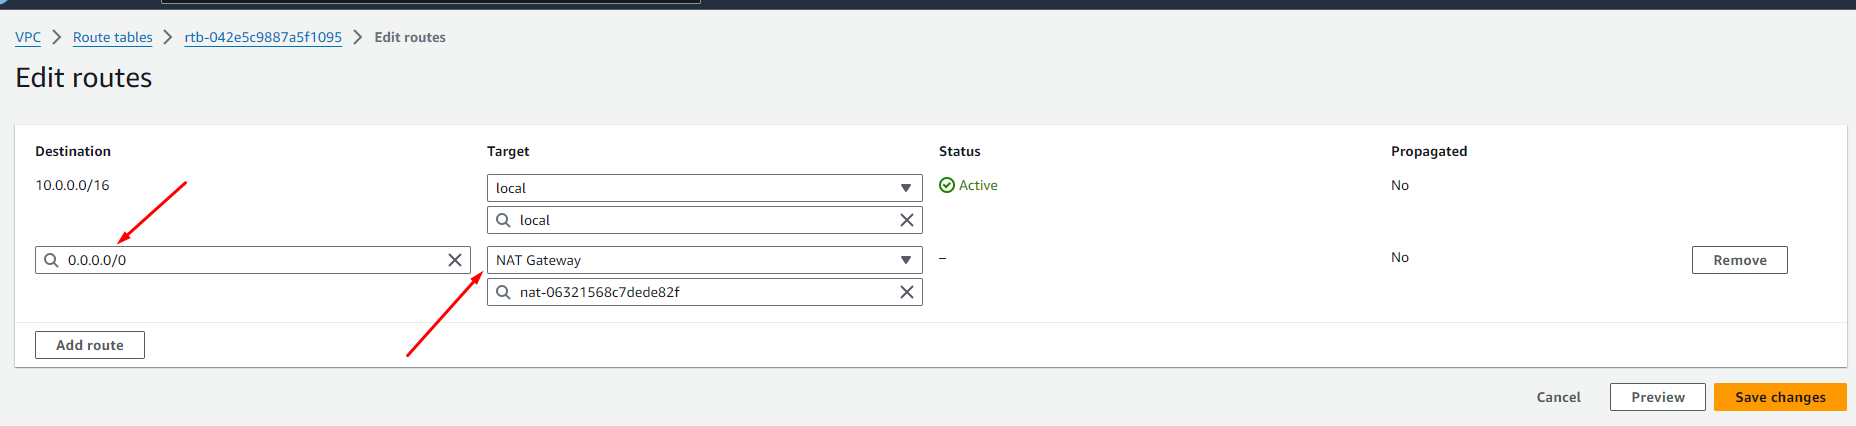 VPC > Route tables > rtb-042e5c9887a5f1095 > Edit routes
Edit routes
Destination Target Status Propagated
10.0.0.0/16 local Active No
local
0.0.0.0/0 NAT Gateway – No Remove
nat-06321568c7dede82f
Add route
Cancel Preview Save changes